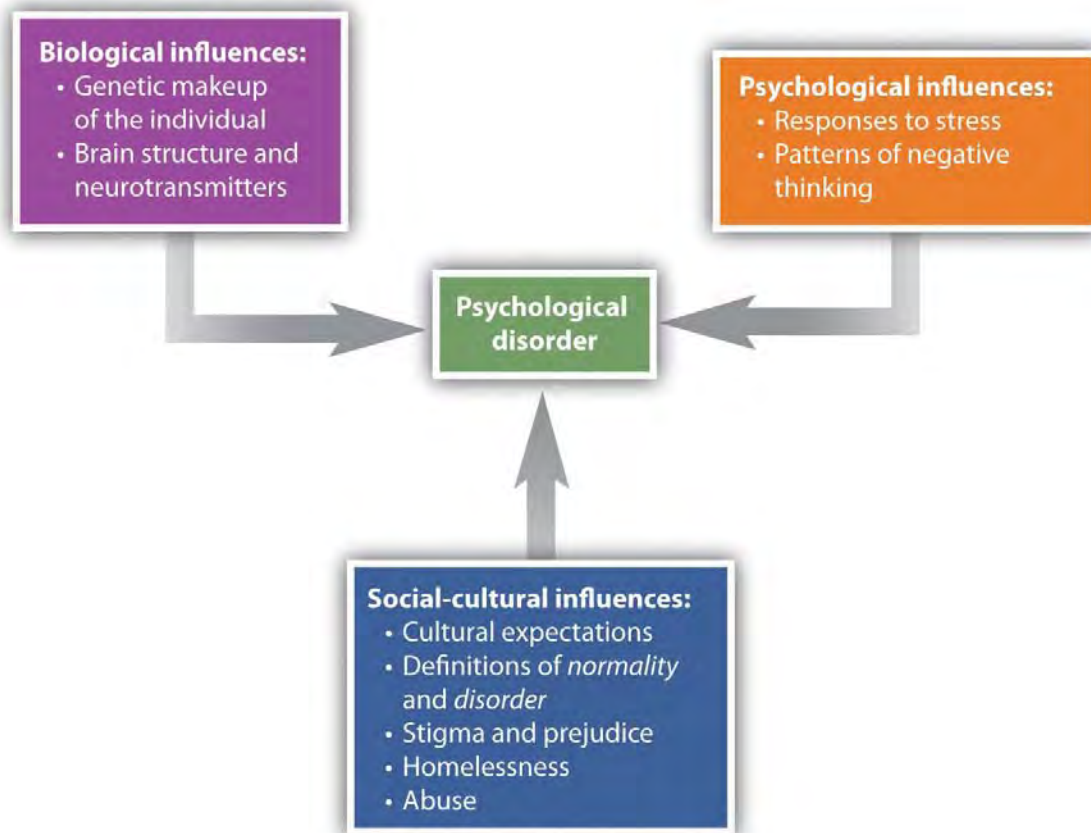 Biological influences:
• Genetic makeup
of the individual
• Brain structure and
neurotransmitters
Psychological influences:
• Responses to stress
• Patterns of negative
thinking
Psychological
disorder
Social-cultural influences:
• Cultural expectations
• Definitions of normality
and disorder
• Stigma and prejudice
• Homelessness
• Abuse